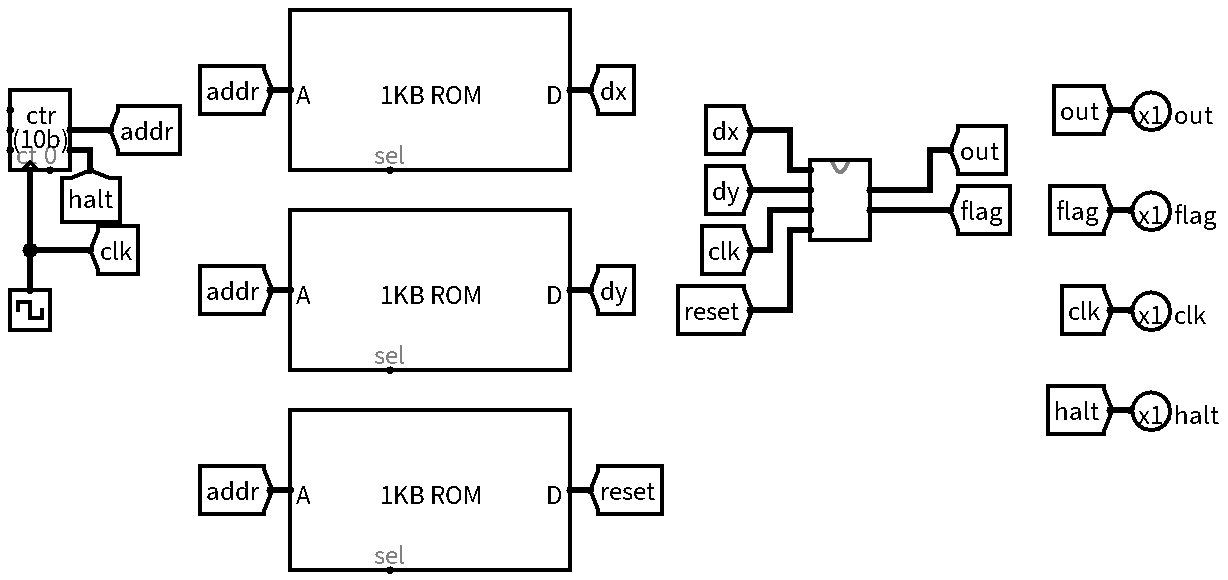 ctr
(10b)
ct 0
addr
halt
clk
addr
A
1KB ROM
D
dx
sel
addr
A
1KB ROM
D
dy
sel
addr
A
1KB ROM
D
reset
sel
dx
dy
clk
reset
out
flag
out
x1
out
flag
x1
flag
clk
x1
clk
halt
x1
halt